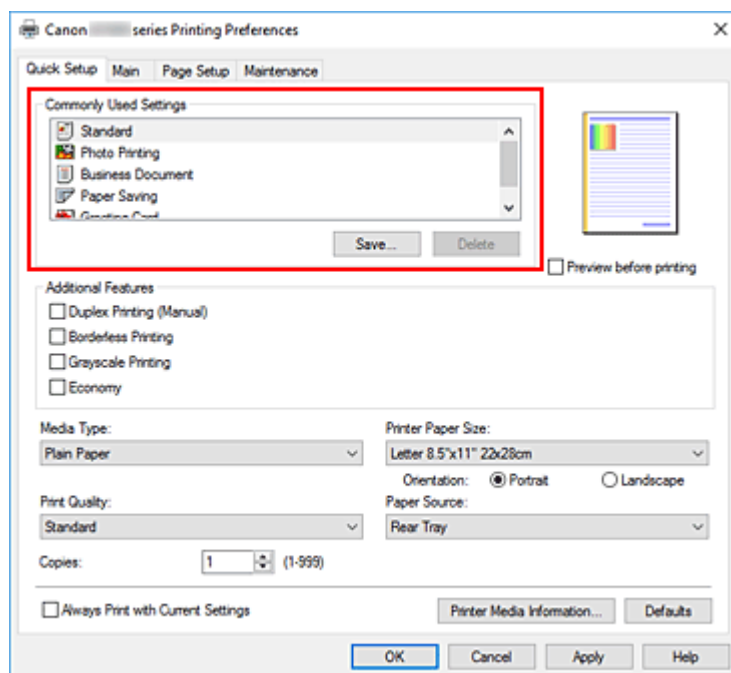 Canon series Printing Preferences
Quick Setup Main Page Setup Maintenance
Commonly Used Settings
Standard
Photo Printing
Business Document
Paper Saving
Greeting Card
Save... Delete
Preview before printing
Additional Features
Duplex Printing (Manual)
Borderless Printing
Grayscale Printing
Economy
Media Type: Printer Paper Size:
Plain Paper Letter 8.5"x11" 22x28cm
Orientation: Portrait Landscape
Print Quality: Paper Source:
Standard Rear Tray
Copies: 1 (1-999)
Always Print with Current Settings Printer Media Information... Defaults
OK Cancel Apply Help